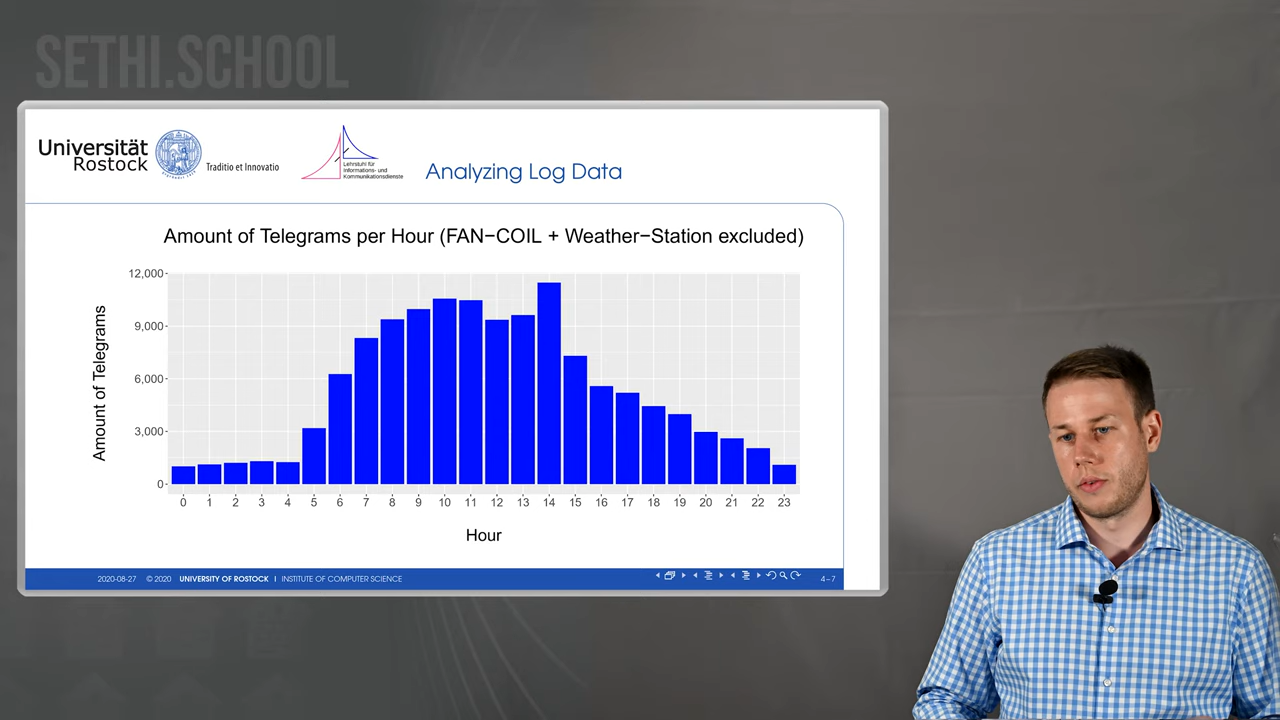 SETHI.SCHOOL
Universität
Rostock
Traditio et Innovatio
Lehrstuhl für
Informations- und
Kommunikationsdienste
Analyzing Log Data
Amount of Telegrams per Hour (FAN−COIL + Weather−Station excluded)
Amount of Telegrams
12,000
9,000
6,000
3,000
0
0 1 2 3 4 5 6 7 8 9 10 11 12 13 14 15 16 17 18 19 20 21 22 23
Hour
2020-08-27 © 2020 UNIVERSITY OF ROSTOCK | INSTITUTE OF COMPUTER SCIENCE 4–7